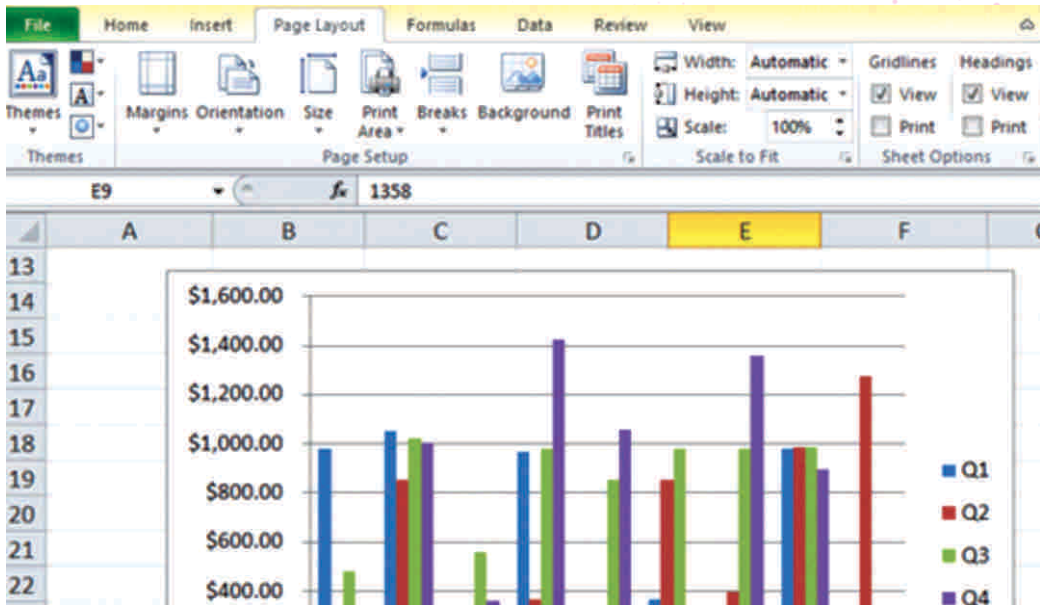 File Home Insert Page Layout Formulas Data Review View
Width: Automatic Gridlines Headings
Height: Automatic View View
Themes Margins Orientation Size Print Area Breaks Background Print Titles
Scale: 100% Print Print
Themes Page Setup Scale to Fit Sheet Options
E9 fx 1358
A B C D E F
13
14 $1,600.00
15 $1,400.00
16
17 $1,200.00
18 $1,000.00
19 $800.00 Q1
20 Q2
21 $600.00 Q3
22 $400.00 Q4